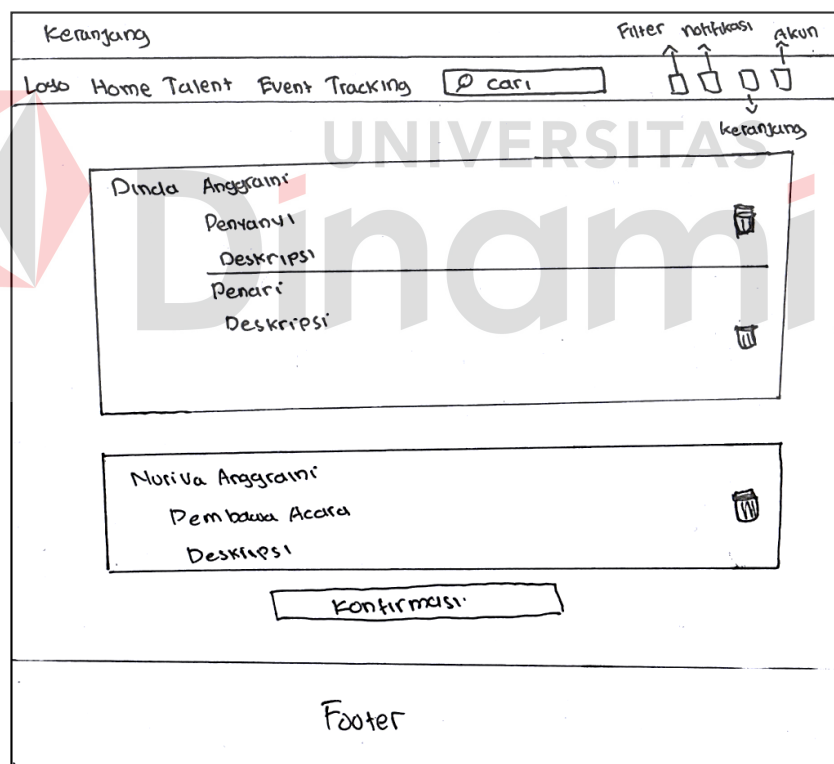 Keranjang
Filter notifikasi Akun
Logo Home Talent Event Tracking cari
keranjang
UNIVERSITAS
Dinami
Dinda Anggraini
Penyanyi
Deskripsi
Penari
Deskripsi
Nuriva Anggraini
Pembawa Acara
Deskripsi
Konfirmasi
Footer